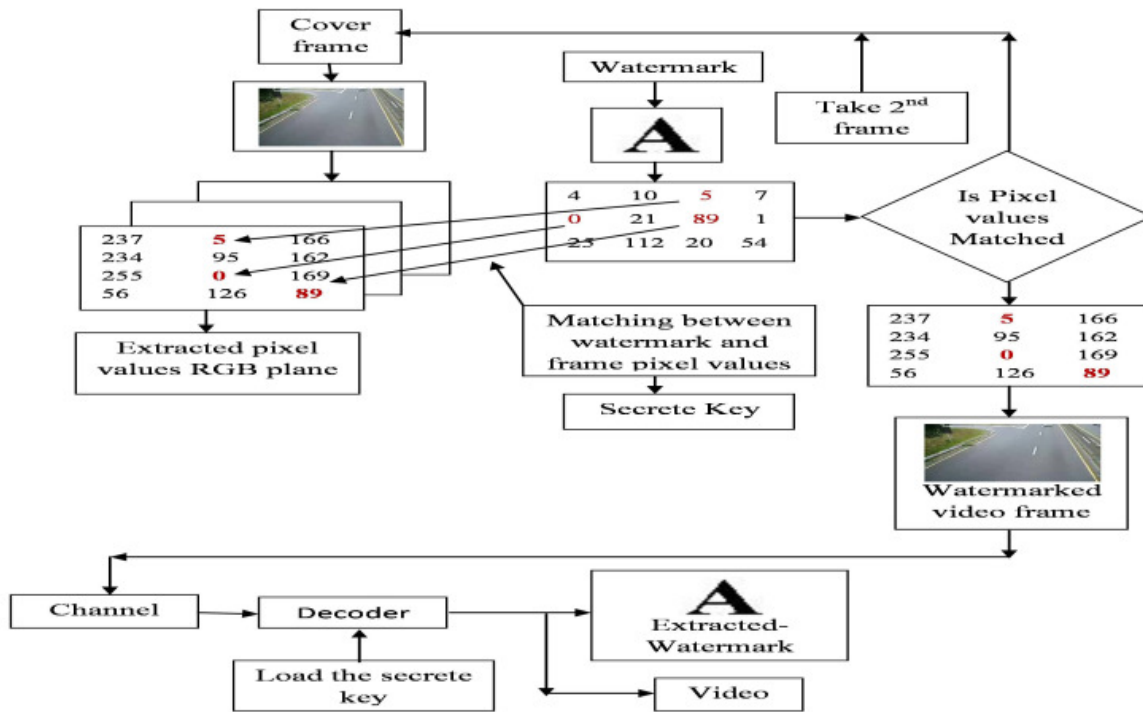 Cover
frame
Watermark
Take 2nd
frame
A
4 10 5 7
0 21 89 1
23 112 20 54
Is Pixel
values
Matched
237 5 166
234 95 162
255 0 169
56 126 89
Extracted pixel
values RGB plane
Matching between
watermark and
frame pixel values
Secrete Key
237 5 166
234 95 162
255 0 169
56 126 89
Watermarked
video frame
Channel
Decoder
A
Extracted-
Watermark
Load the secrete
key
Video